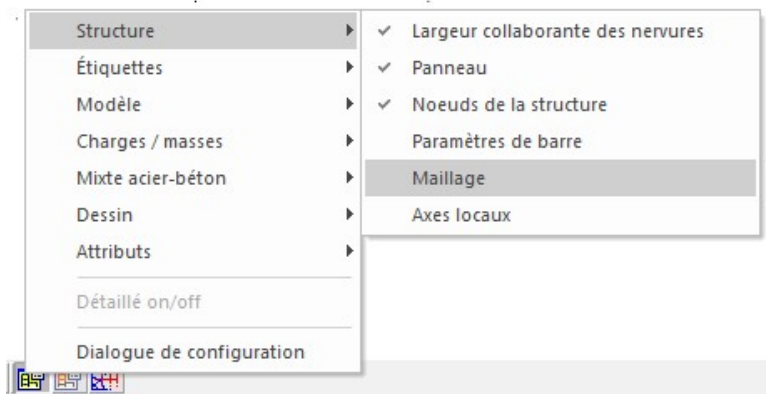 Structure
Étiquettes
Modèle
Charges / masses
Mixte acier-béton
Dessin
Attributs
Détaillé on/off
Dialogue de configuration
Largeur collaborante des nervures
Panneau
Noeuds de la structure
Paramètres de barre
Maillage
Axes locaux